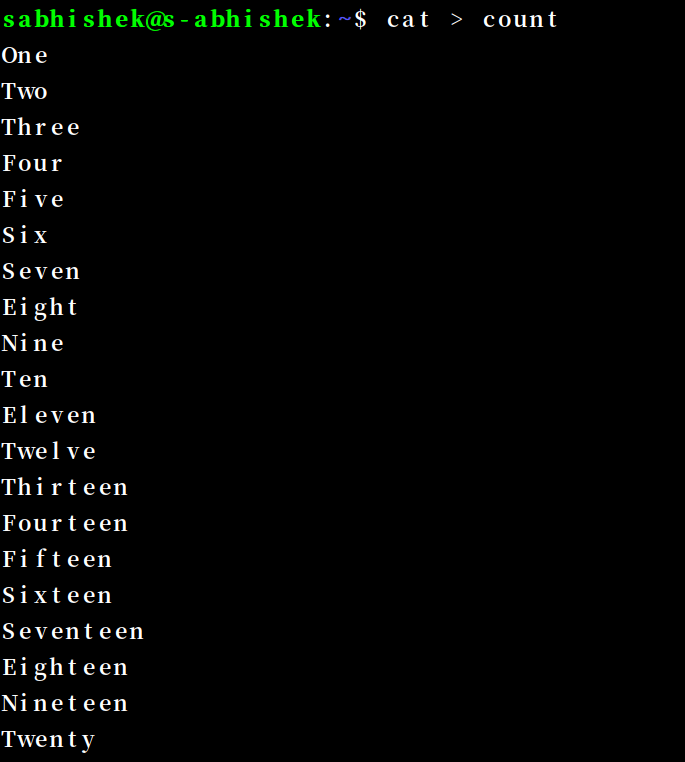 sabhishek@s-abhishek:~$ cat > count
One
Two
Three
Four
Five
Six
Seven
Eight
Nine
Ten
Eleven
Twelve
Thirteen
Fourteen
Fifteen
Sixteen
Seventeen
Eighteen
Nineteen
Twenty